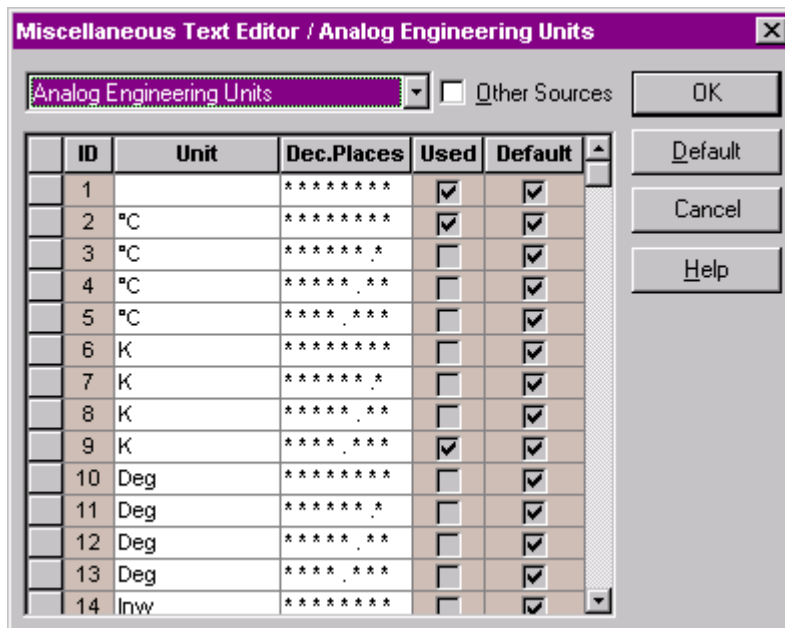 Miscellaneous Text Editor / Analog Engineering Units
Analog Engineering Units Other Sources OK
ID Unit Dec.Places Used Default Default
1 ********
2 °C ******** Cancel
3 °C ******.*
4 °C *****.** Help
5 °C ****.***
6 K ********
7 K ******.*
8 K *****.**
9 K ****.***
10 Deg ********
11 Deg ******.*
12 Deg *****.**
13 Deg ****.***
14 Inw ********